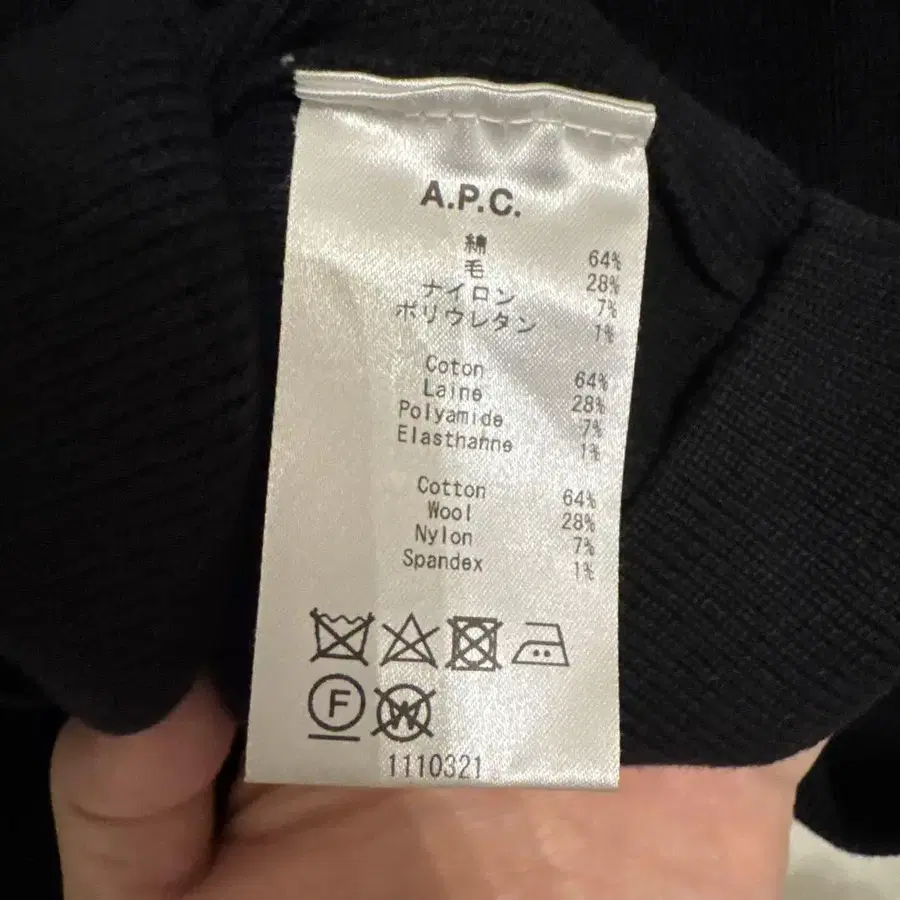 A.P.C.
綿 64%
毛 28%
ナイロン 7%
ポリウレタン 1%
Coton 64%
Laine 28%
Polyamide 7%
Elasthanne 1%
Cotton 64%
Wool 28%
Nylon 7%
Spandex 1%
F W
1110321